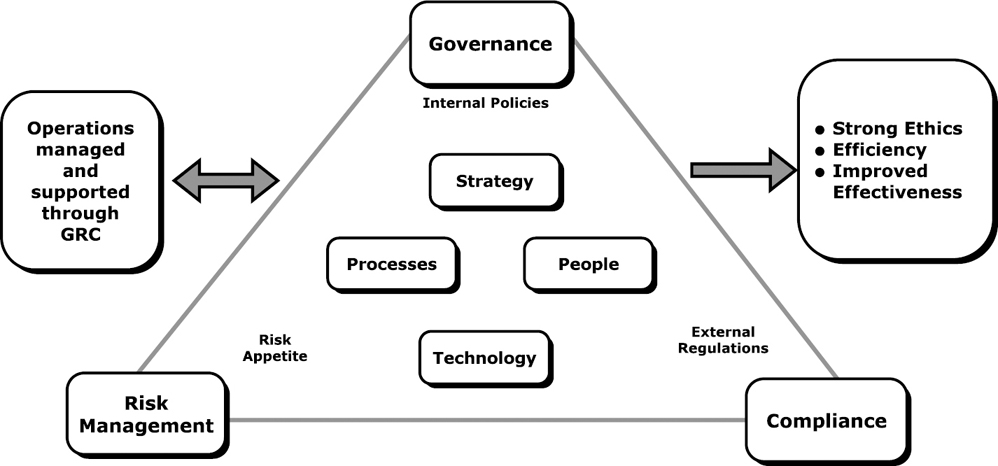 Governance
Internal Policies
Operations
managed
and
supported
through
GRC
● Strong Ethics
● Efficiency
● Improved
Effectiveness
Strategy
Processes
People
Risk
Appetite
Technology
External
Regulations
Risk
Management
Compliance